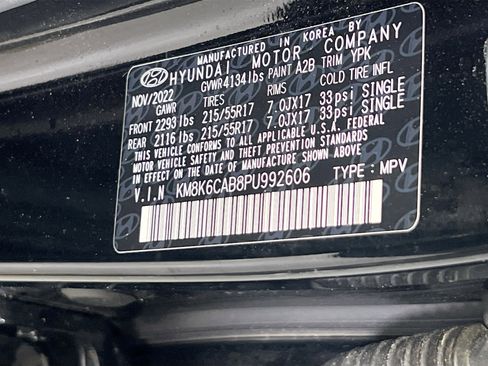 MANUFACTURED IN KOREA BY
HYUNDAI MOTOR COMPANY
NOV/2022 GVWR4134 lbs PAINT A2B TRIM YPK
GAWR TIRES RIMS COLD TIRE INFL
FRONT 2293 lbs 215/55R17 7.0JX17 33 psi SINGLE
REAR 2116 lbs 215/55R17 7.0JX17 33 psi SINGLE
THIS VEHICLE CONFORMS TO ALL APPLICABLE U.S.A. FEDERAL
MOTOR VEHICLE SAFETY, BUMPER, AND THEFT PREVENTION
STANDARDS IN EFFECT ON THE DATE OF
MANUFACTURE SHOWN ABOVE.
V.I.N KM8K6CAB8PU992606 TYPE : MPV